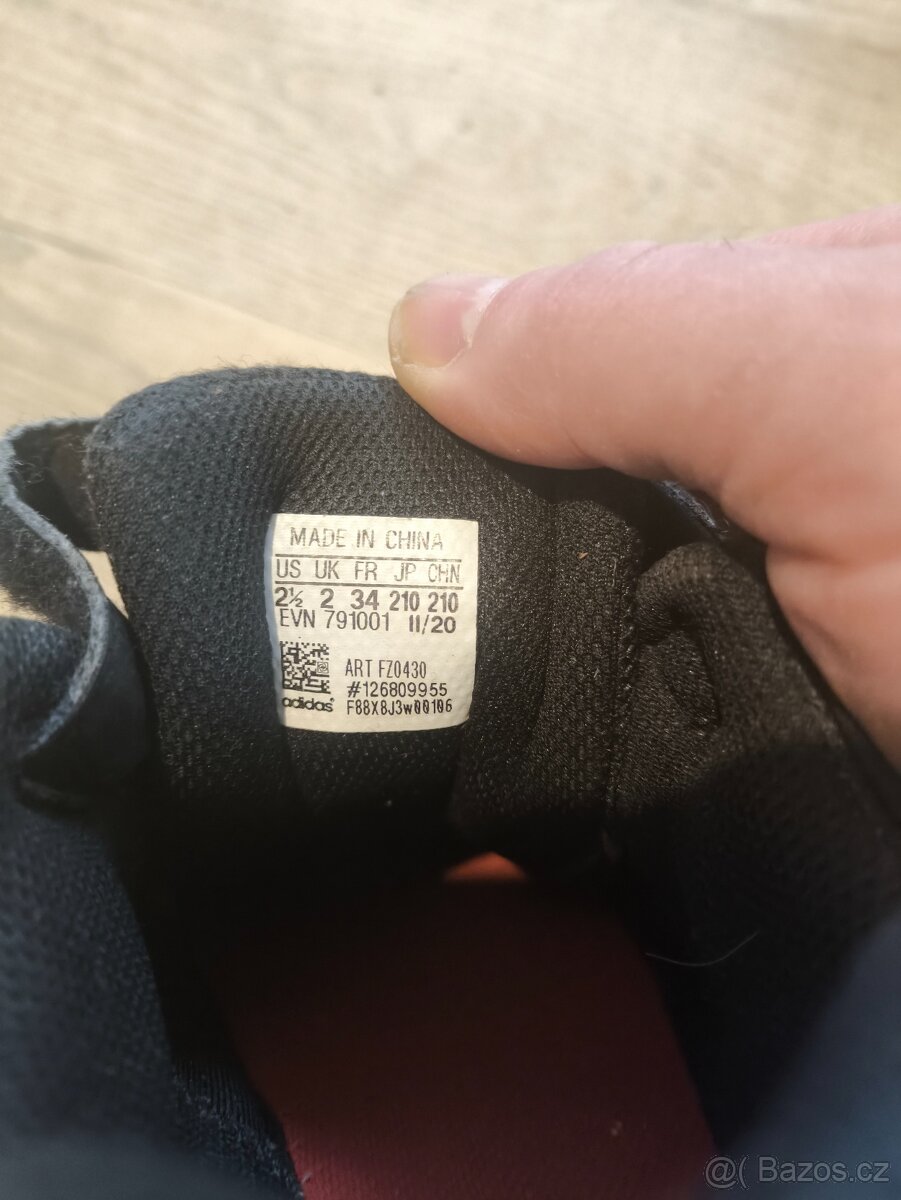 MADE IN CHINA
US UK FR JP CHN
2½ 2 34 210 210
EVN 791001 11/20
ART FZ0430
#126809955
adidas® F88X8J3w00106
@( Bazos.cz